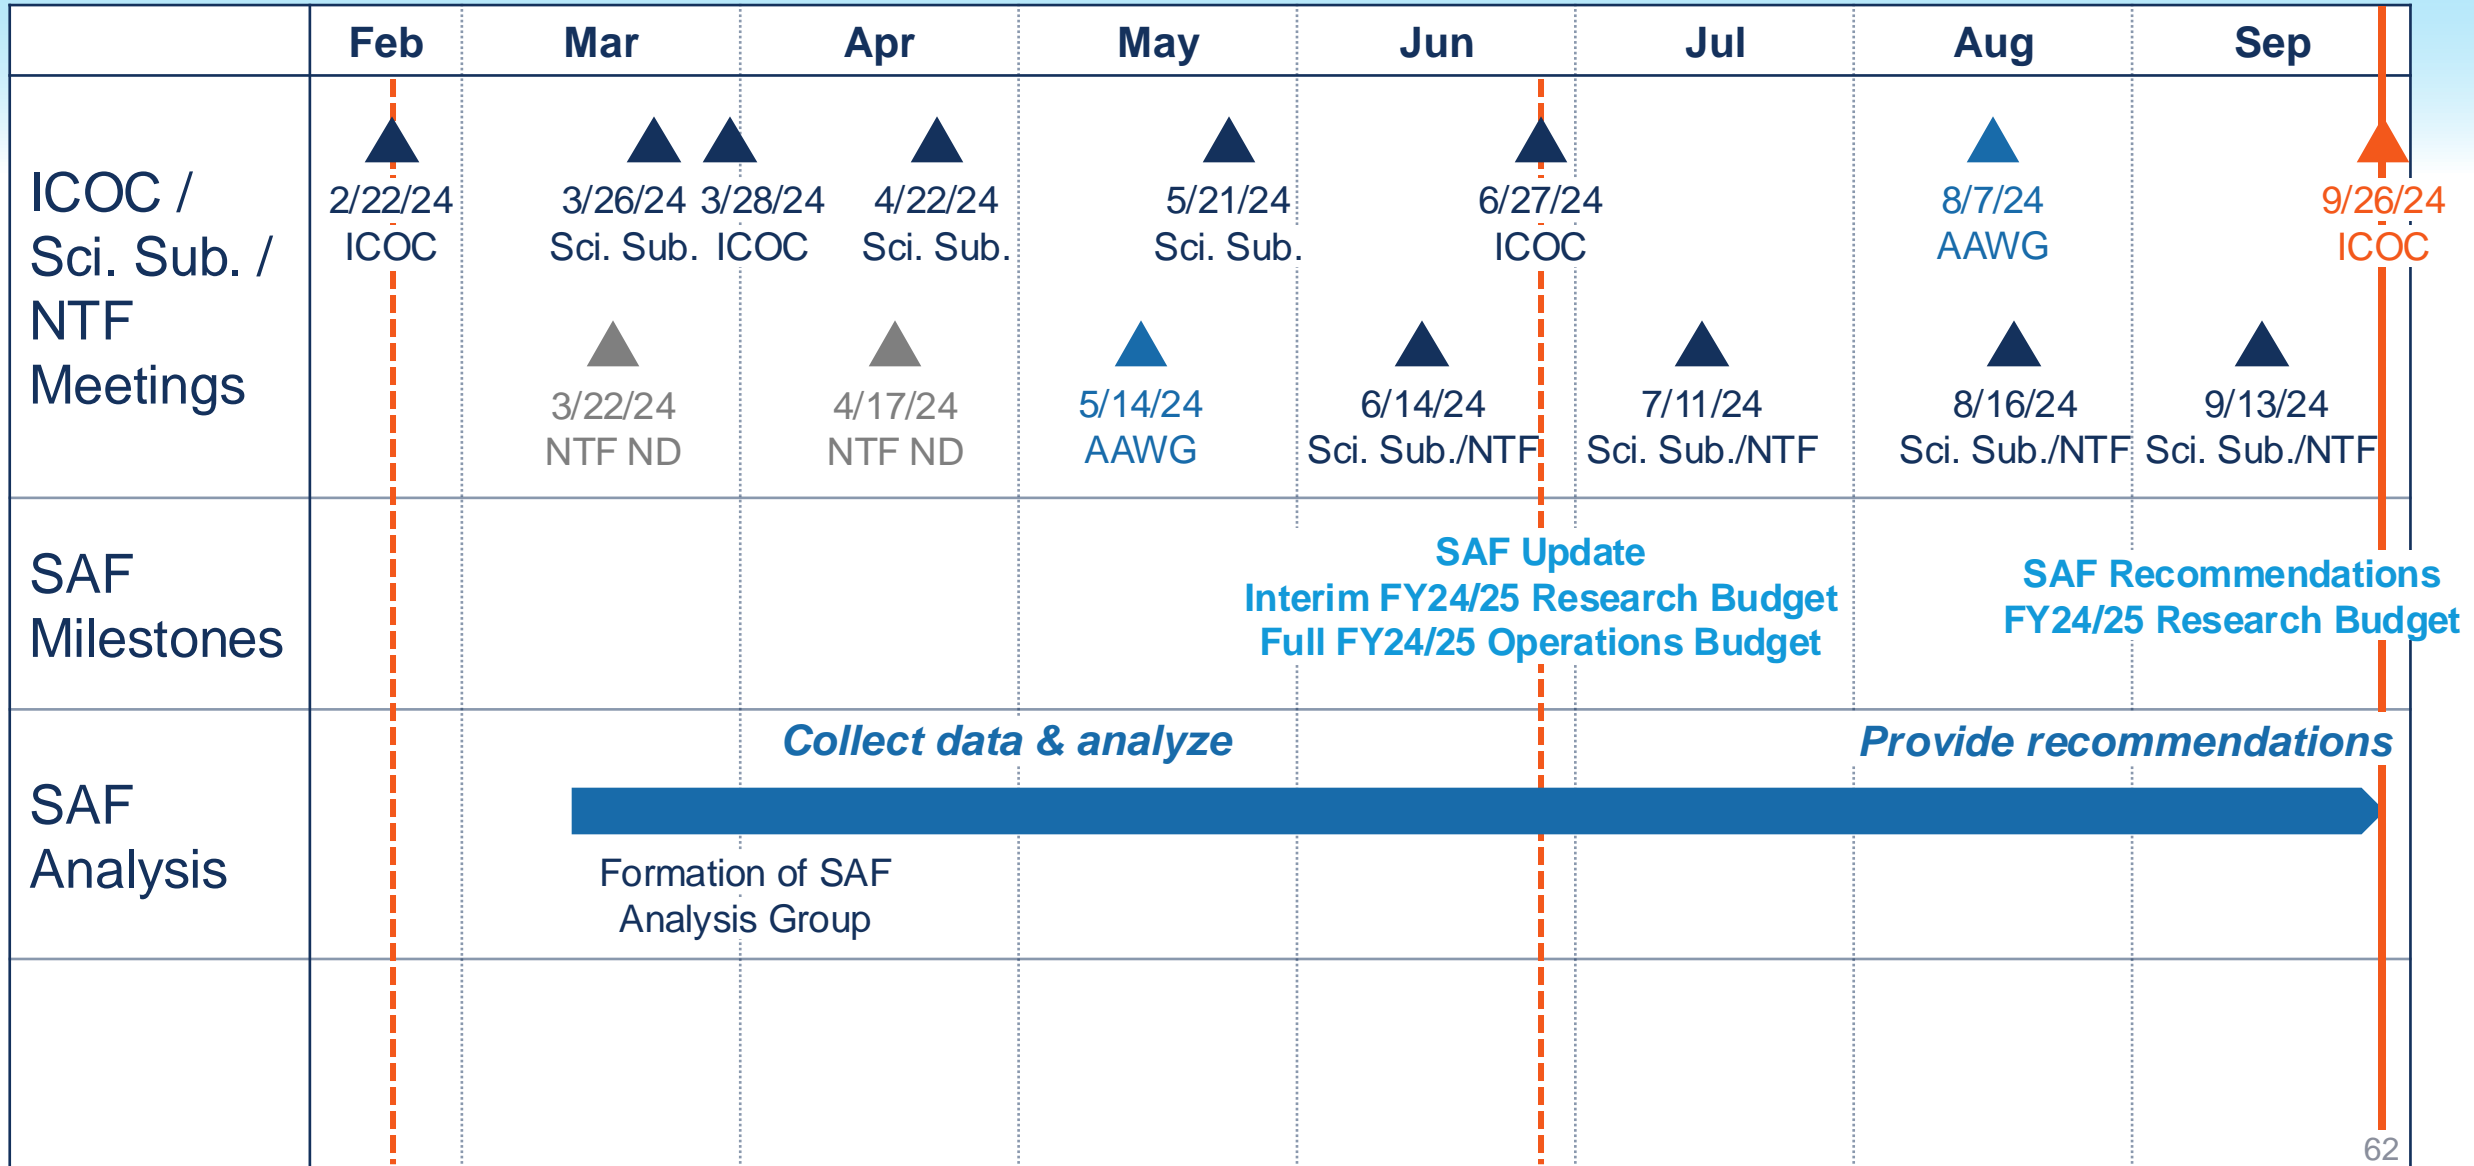 Feb Mar Apr May Jun Jul Aug Sep
ICOC /
Sci. Sub. /
NTF
Meetings
2/22/24
ICOC
3/26/24
Sci. Sub.
3/28/24
ICOC
4/22/24
Sci. Sub.
5/21/24
Sci. Sub.
6/27/24
ICOC
8/7/24
AAWG
9/26/24
ICOC
3/22/24
NTF ND
4/17/24
NTF ND
5/14/24
AAWG
6/14/24
Sci. Sub./NTF
7/11/24
Sci. Sub./NTF
8/16/24
Sci. Sub./NTF
9/13/24
Sci. Sub./NTF
SAF
Milestones
SAF Update
Interim FY24/25 Research Budget
Full FY24/25 Operations Budget
SAF Recommendations
FY24/25 Research Budget
SAF
Analysis
Collect data & analyze
Provide recommendations
Formation of SAF
Analysis Group
62